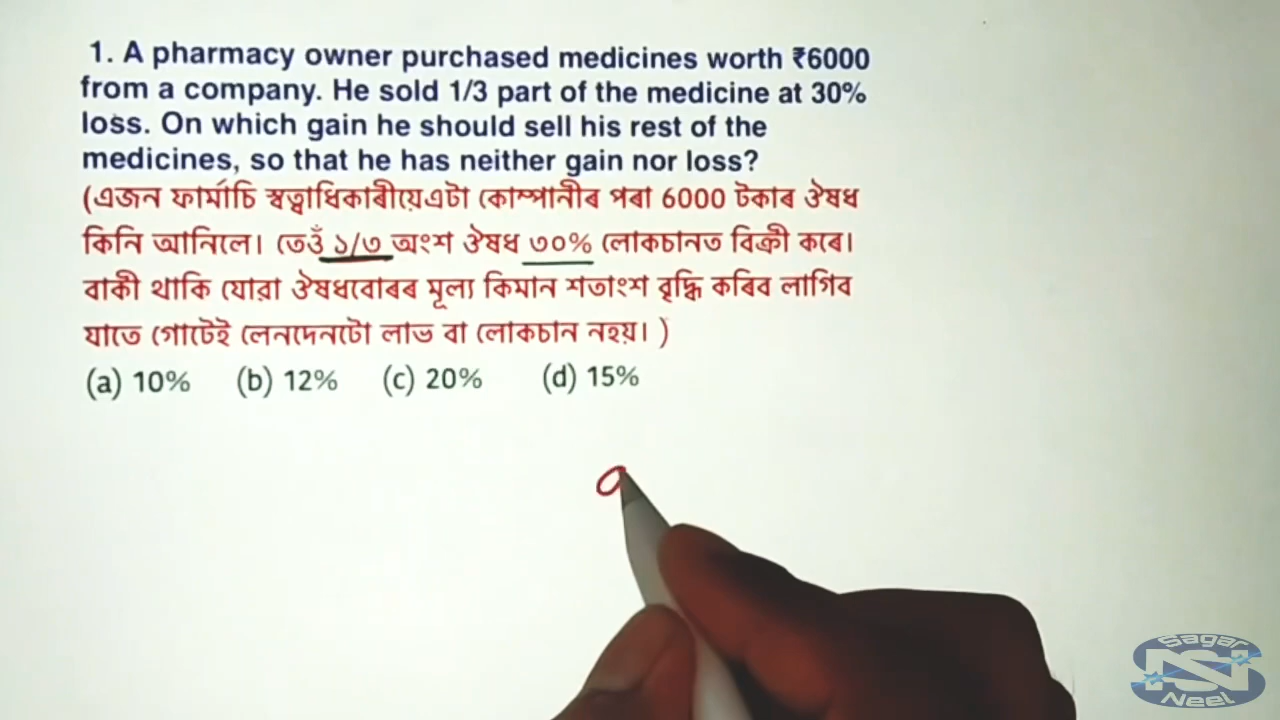 1. A pharmacy owner purchased medicines worth ₹6000
from a company. He sold 1/3 part of the medicine at 30%
loss. On which gain he should sell his rest of the
medicines, so that he has neither gain nor loss?
(এজন ফাৰ্মাচি স্বত্বাধিকাৰীয়েএটা কোম্পানীৰ পৰা 6000 টকাৰ ঔষধ
কিনি আনিলে। তেওঁ ১/৩ অংশ ঔষধ ৩০% লোকচানত বিক্ৰী কৰে।
বাকী থাকি যোৱা ঔষধবোৰৰ মূল্য কিমান শতাংশ বৃদ্ধি কৰিব লাগিব
যাতে গোটেই লেনদেনটো লাভ বা লোকচান নহয়। )
(a) 10% (b) 12% (c) 20% (d) 15%
Sagar
NSN
Neel